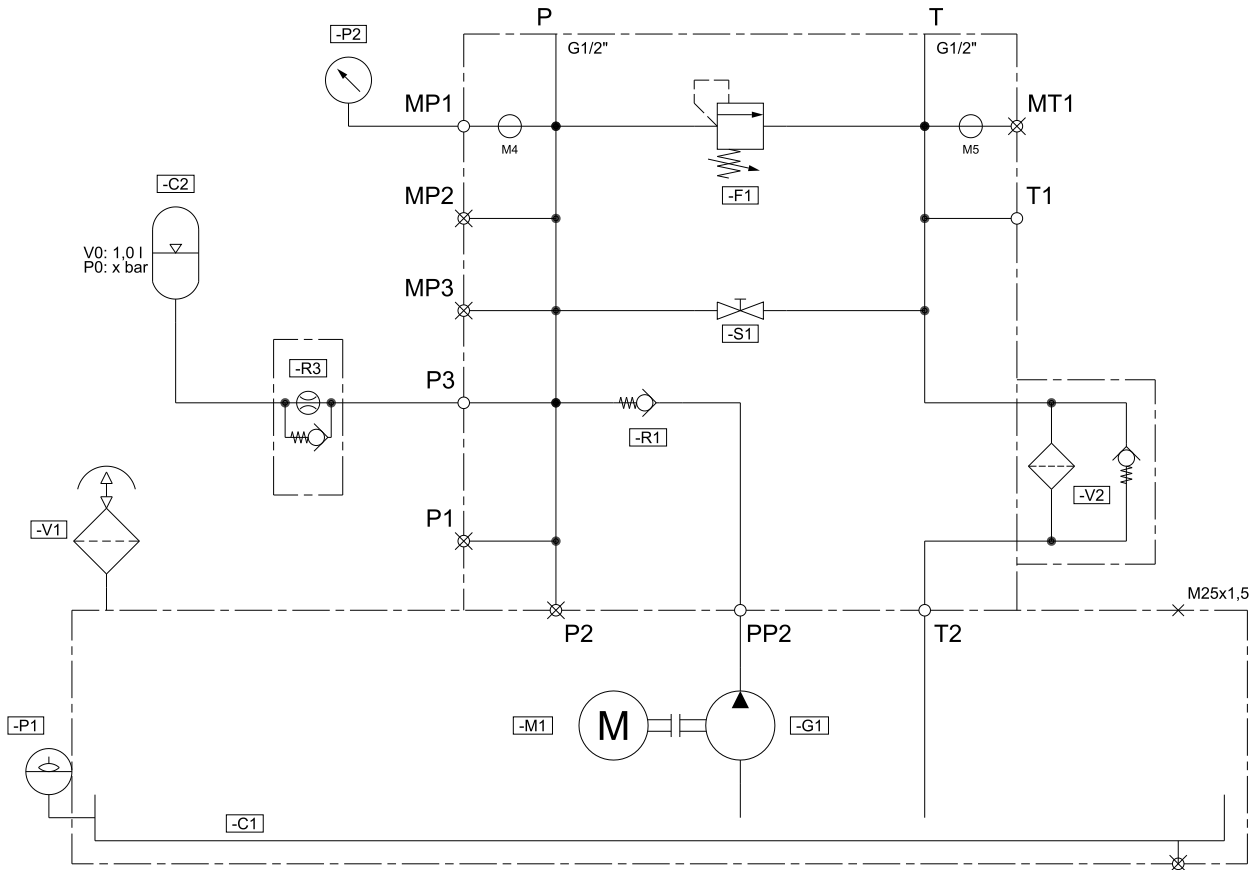 P
T
-P2
G1/2"
G1/2"
MP1
MT1
M4
M5
-C2
MP2
-F1
T1
V0: 1,0 l
P0: x bar
MP3
-S1
-R3
P3
-R1
-V2
P1
-V1
M25x1,5
P2
PP2
T2
-P1
-M1
M
-G1
-C1